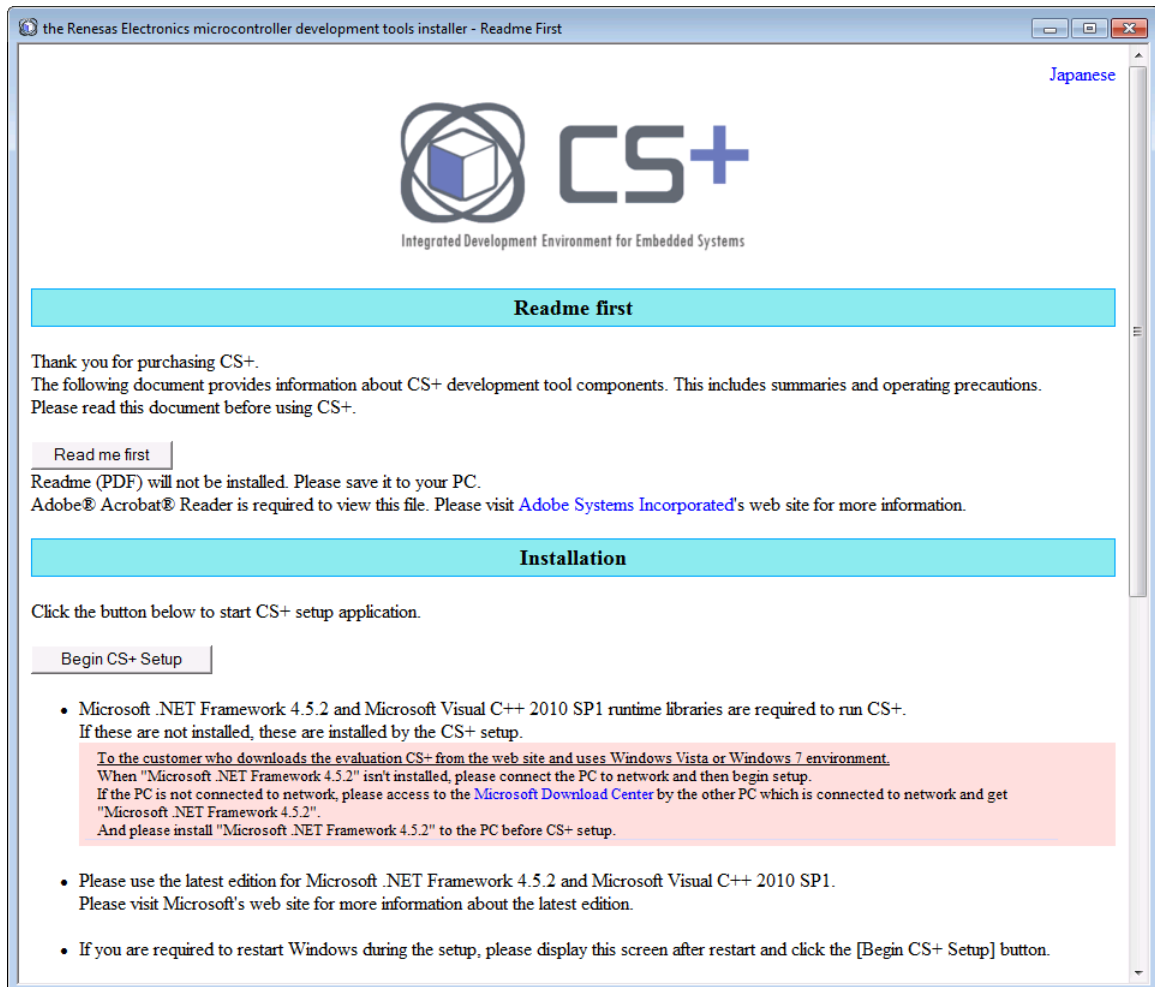 the Renesas Electronics microcontroller development tools installer - Readme First
Japanese
CS+
Integrated Development Environment for Embedded Systems
Readme first
Thank you for purchasing CS+.
The following document provides information about CS+ development tool components. This includes summaries and operating precautions.
Please read this document before using CS+.
Read me first
Readme (PDF) will not be installed. Please save it to your PC.
Adobe® Acrobat® Reader is required to view this file. Please visit Adobe Systems Incorporated's web site for more information.
Installation
Click the button below to start CS+ setup application.
Begin CS+ Setup
• Microsoft .NET Framework 4.5.2 and Microsoft Visual C++ 2010 SP1 runtime libraries are required to run CS+.
If these are not installed, these are installed by the CS+ setup.
To the customer who downloads the evaluation CS+ from the web site and uses Windows Vista or Windows 7 environment.
When "Microsoft .NET Framework 4.5.2" isn't installed, please connect the PC to network and then begin setup.
If the PC is not connected to network, please access to the Microsoft Download Center by the other PC which is connected to network and get
"Microsoft .NET Framework 4.5.2".
And please install "Microsoft .NET Framework 4.5.2" to the PC before CS+ setup.
• Please use the latest edition for Microsoft .NET Framework 4.5.2 and Microsoft Visual C++ 2010 SP1.
Please visit Microsoft's web site for more information about the latest edition.
• If you are required to restart Windows during the setup, please display this screen after restart and click the [Begin CS+ Setup] button.